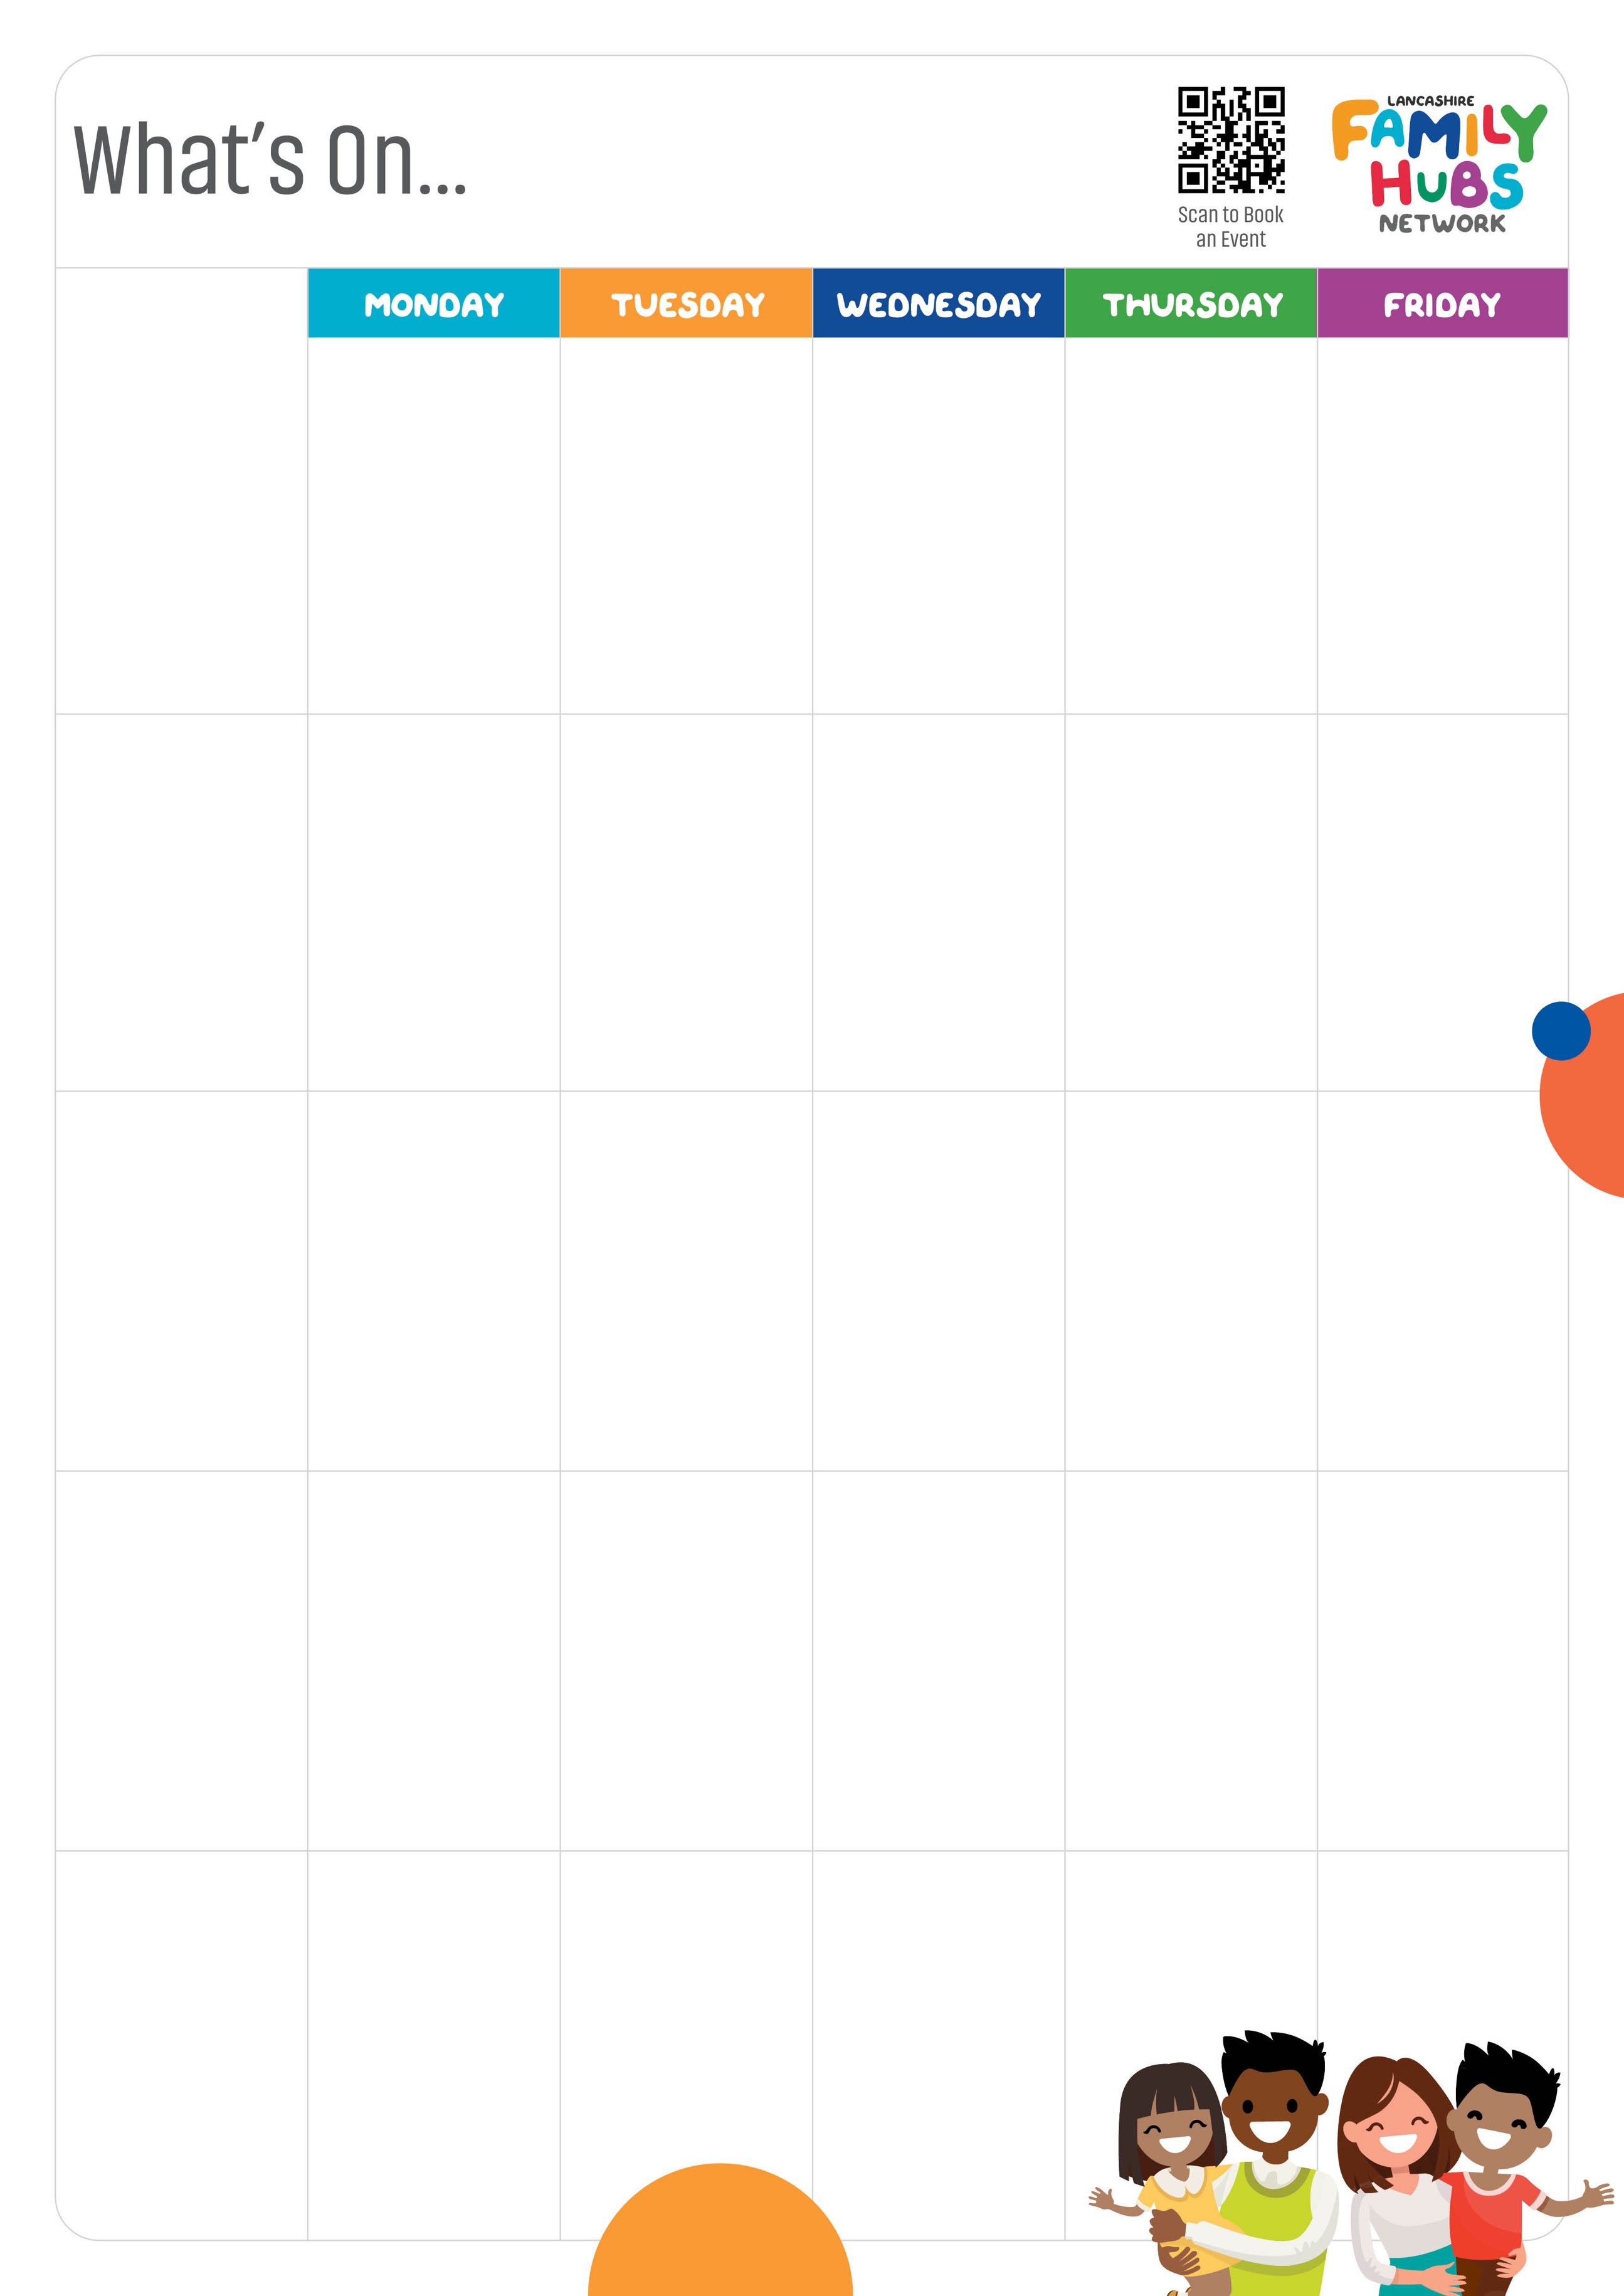 What's On...
Scan to Book
an Event
LANCASHIRE
FAMILY
HUBS
NETWORK
MONDAY TUESDAY WEDNESDAY THURSDAY FRIDAY